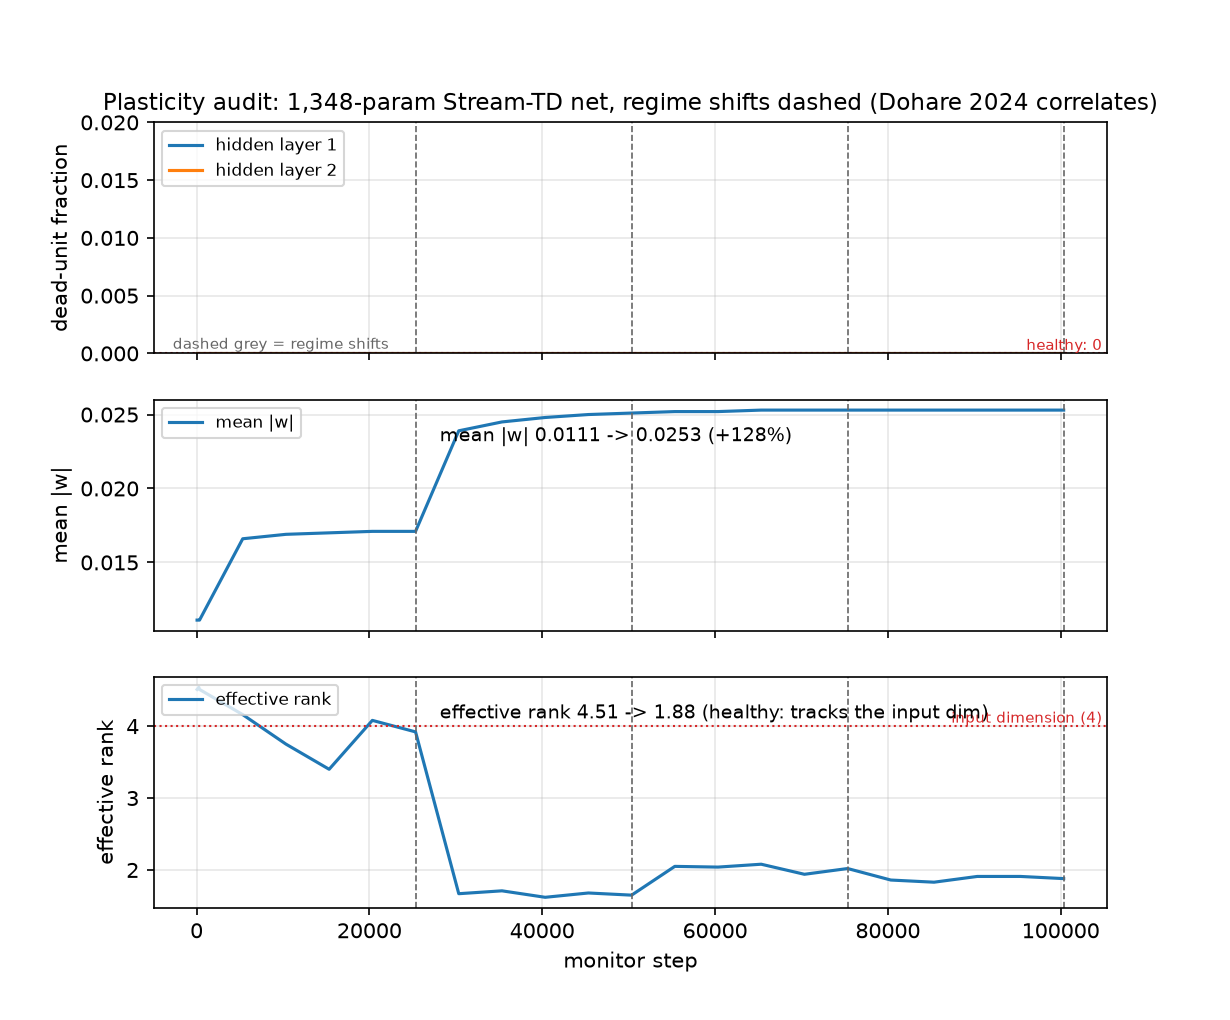 Plasticity audit: 1,348-param Stream-TD net, regime shifts dashed (Dohare 2024 correlates)
dead-unit fraction
0.020
0.015
0.010
0.005
0.000
hidden layer 1
hidden layer 2
dashed grey = regime shifts
healthy: 0
mean |w|
0.025
0.020
0.015
mean |w|
mean |w| 0.0111 -> 0.0253 (+128%)
effective rank
4
3
2
effective rank
effective rank 4.51 -> 1.88 (healthy: tracks the input dim)
input dimension (4)
0
20000
40000
60000
80000
100000
monitor step